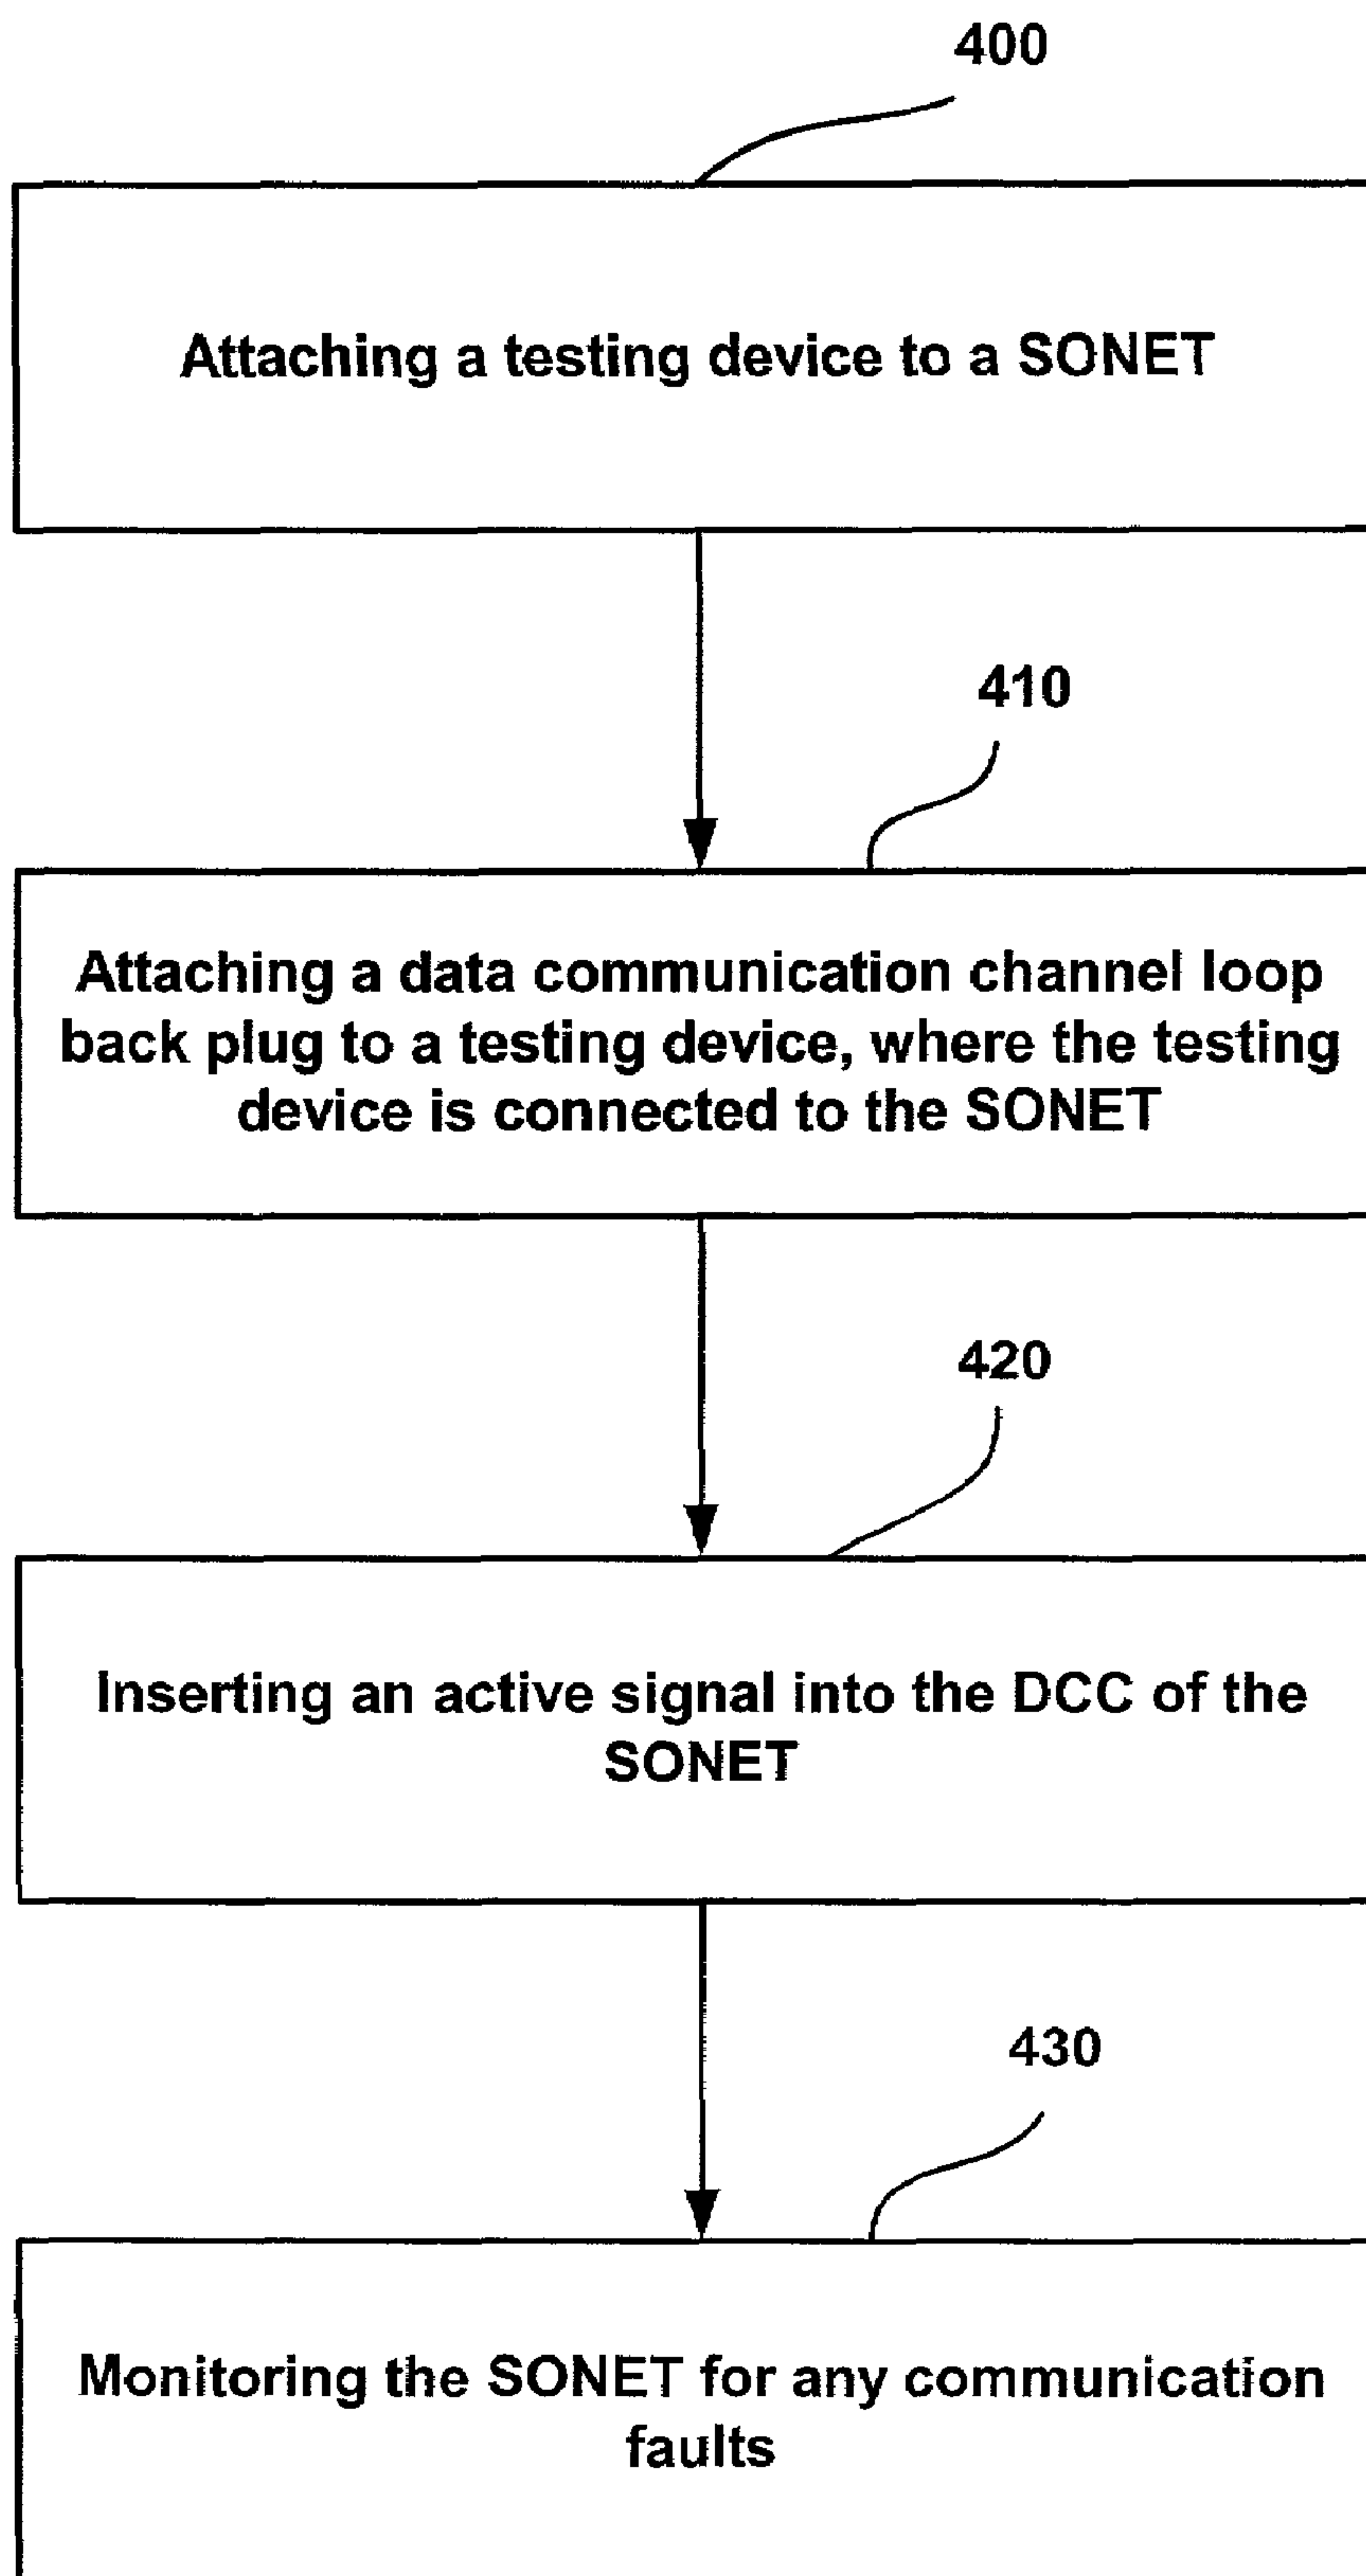 400
Attaching a testing device to a SONET
410
Attaching a data communication channel loop
back plug to a testing device, where the testing
device is connected to the SONET
420
Inserting an active signal into the DCC of the
SONET
430
Monitoring the SONET for any communication
faults